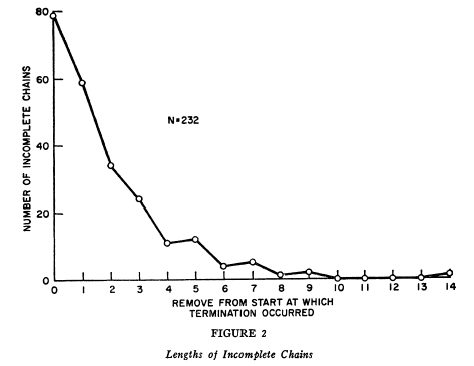 80
60
40
20
0
NUMBER OF INCOMPLETE CHAINS
N=232
0 1 2 3 4 5 6 7 8 9 10 11 12 13 14
REMOVE FROM START AT WHICH
TERMINATION OCCURRED
FIGURE 2
Lengths of Incomplete Chains